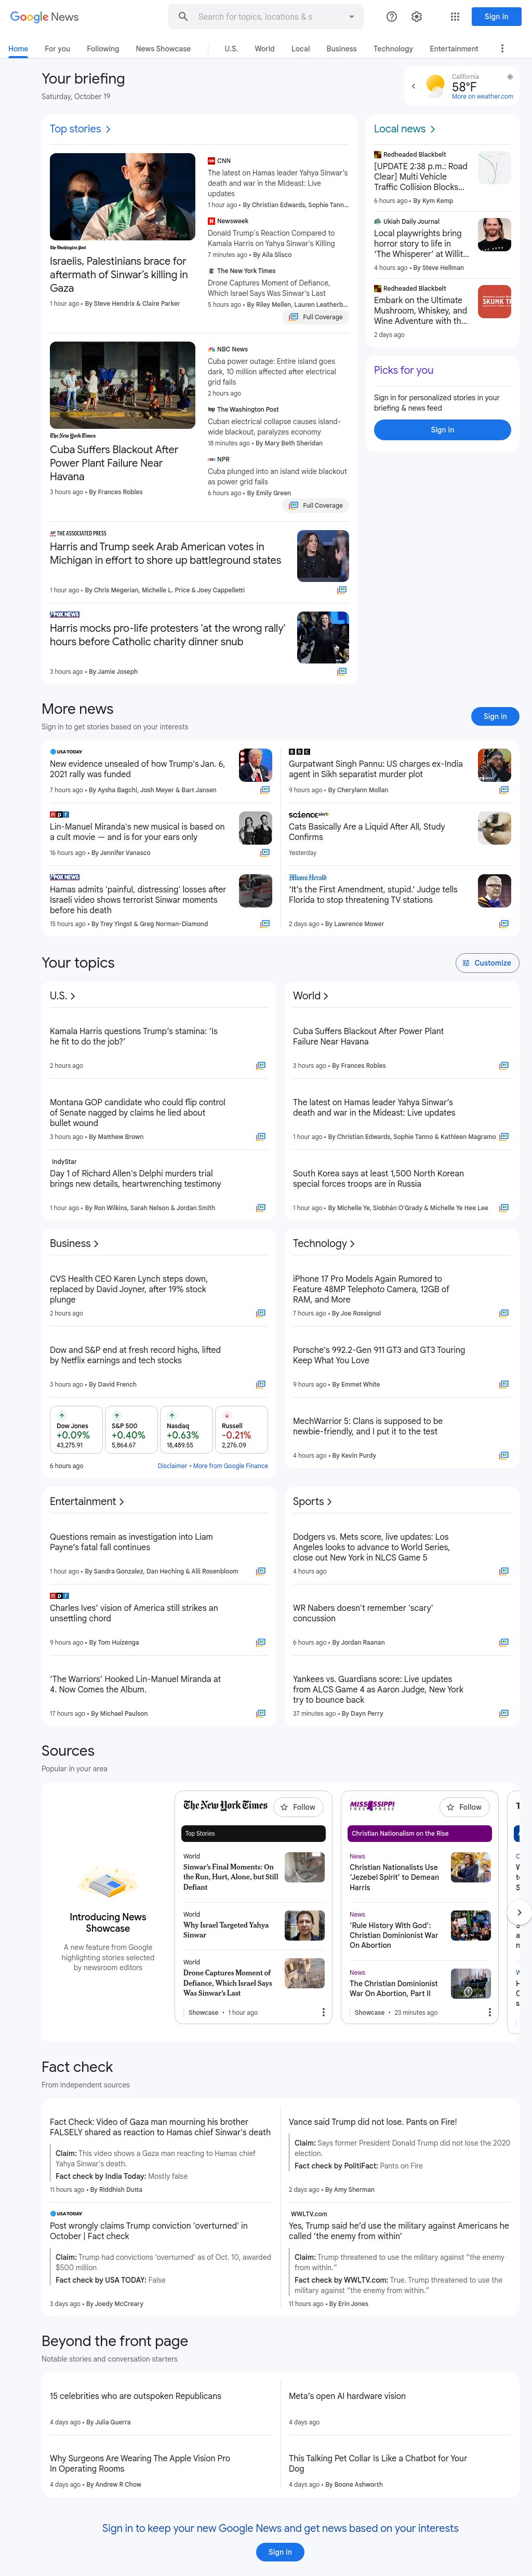 Google News
Search for topics, locations & s
Sign in
Home
For you
Following
News Showcase
U.S.
World
Local
Business
Technology
Entertainment
Your briefing
Saturday, October 19
California
58°F
More on weather.com
Top stories
The Washington Post
Israelis, Palestinians brace for
aftermath of Sinwar's killing in
Gaza
1 hour ago • By Steve Hendrix & Claire Parker
CNN
The latest on Hamas leader Yahya Sinwar's
death and war in the Mideast: Live
updates
1 hour ago • By Christian Edwards, Sophie Tann...
Newsweek
Donald Trump's Reaction Compared to
Kamala Harris on Yahya Sinwar's Killing
7 minutes ago • By Aila Slisco
The New York Times
Drone Captures Moment of Defiance,
Which Israel Says Was Sinwar's Last
5 hours ago • By Riley Mellen, Lauren Leatherb...
Full Coverage
The New York Times
Cuba Suffers Blackout After
Power Plant Failure Near
Havana
3 hours ago • By Frances Robles
NBC News
Cuba power outage: Entire island goes
dark, 10 million affected after electrical
grid fails
2 hours ago
The Washington Post
Cuban electrical collapse causes island-
wide blackout, paralyzes economy
18 minutes ago • By Mary Beth Sheridan
NPR
Cuba plunged into an island wide blackout
as power grid fails
6 hours ago • By Emily Green
Full Coverage
AP THE ASSOCIATED PRESS
Harris and Trump seek Arab American votes in
Michigan in effort to shore up battleground states
1 hour ago • By Chris Megerian, Michelle L. Price & Joey Cappelletti
FOX NEWS
Harris mocks pro-life protesters 'at the wrong rally'
hours before Catholic charity dinner snub
3 hours ago • By Jamie Joseph
Local news
Redheaded Blackbelt
[UPDATE 2:38 p.m.: Road
Clear] Multi Vehicle
Traffic Collision Blocks...
6 hours ago • By Kym Kemp
Ukiah Daily Journal
Local playwrights bring
horror story to life in
'The Whisperer' at Willit...
4 hours ago • By Steve Hellman
Redheaded Blackbelt
Embark on the Ultimate
Mushroom, Whiskey, and
Wine Adventure with th...
2 days ago
SKUNK TR
Picks for you
Sign in for personalized stories in your
briefing & news feed
Sign in
More news
Sign in to get stories based on your interests
Sign in
USA TODAY
New evidence unsealed of how Trump's Jan. 6,
2021 rally was funded
7 hours ago • By Aysha Bagchi, Josh Meyer & Bart Jansen
npr
Lin-Manuel Miranda's new musical is based on
a cult movie — and is for your ears only
16 hours ago • By Jennifer Vanasco
FOX NEWS
Hamas admits 'painful, distressing' losses after
Israeli video shows terrorist Sinwar moments
before his death
15 hours ago • By Trey Yingst & Greg Norman-Diamond
BBC
Gurpatwant Singh Pannu: US charges ex-India
agent in Sikh separatist murder plot
9 hours ago • By Cherylann Mollan
science alert
Cats Basically Are a Liquid After All, Study
Confirms
Yesterday
Miami Herald
'It's the First Amendment, stupid.' Judge tells
Florida to stop threatening TV stations
2 days ago • By Lawrence Mower
Your topics
Customize
U.S.
Kamala Harris questions Trump's stamina: 'Is
he fit to do the job?'
2 hours ago
Montana GOP candidate who could flip control
of Senate nagged by claims he lied about
bullet wound
3 hours ago • By Matthew Brown
IndyStar
Day 1 of Richard Allen's Delphi murders trial
brings new details, heartwrenching testimony
1 hour ago • By Ron Wilkins, Sarah Nelson & Jordan Smith
World
Cuba Suffers Blackout After Power Plant
Failure Near Havana
3 hours ago • By Frances Robles
The latest on Hamas leader Yahya Sinwar's
death and war in the Mideast: Live updates
1 hour ago • By Christian Edwards, Sophie Tanno & Kathleen Magramo
South Korea says at least 1,500 North Korean
special forces troops are in Russia
1 hour ago • By Michelle Ye, Siobhán O'Grady & Michelle Ye Hee Lee
Business
CVS Health CEO Karen Lynch steps down,
replaced by David Joyner, after 19% stock
plunge
2 hours ago
Dow and S&P end at fresh record highs, lifted
by Netflix earnings and tech stocks
3 hours ago • By David French
Dow Jones
+0.09%
43,275.91
S&P 500
+0.40%
5,864.67
Nasdaq
+0.63%
18,489.55
Russell
-0.21%
2,276.09
6 hours ago
Disclaimer • More from Google Finance
Technology
iPhone 17 Pro Models Again Rumored to
Feature 48MP Telephoto Camera, 12GB of
RAM, and More
7 hours ago • By Joe Rossignol
Porsche's 992.2-Gen 911 GT3 and GT3 Touring
Keep What You Love
9 hours ago • By Emmet White
MechWarrior 5: Clans is supposed to be
newbie-friendly, and I put it to the test
4 hours ago • By Kevin Purdy
Entertainment
Questions remain as investigation into Liam
Payne's fatal fall continues
1 hour ago • By Sandra Gonzalez, Dan Heching & Alli Rosenbloom
npr
Charles Ives' vision of America still strikes an
unsettling chord
9 hours ago • By Tom Huizenga
'The Warriors' Hooked Lin-Manuel Miranda at
4. Now Comes the Album.
17 hours ago • By Michael Paulson
Sports
Dodgers vs. Mets score, live updates: Los
Angeles looks to advance to World Series,
close out New York in NLCS Game 5
4 hours ago
WR Nabers doesn't remember 'scary'
concussion
6 hours ago • By Jordan Raanan
Yankees vs. Guardians score: Live updates
from ALCS Game 4 as Aaron Judge, New York
try to bounce back
37 minutes ago • By Dayn Perry
Sources
Popular in your area
Introducing News
Showcase
A new feature from Google
highlighting stories selected
by newsroom editors
The New York Times
Follow
Top Stories
World
Sinwar's Final Moments: On
the Run, Hurt, Alone, but Still
Defiant
World
Why Israel Targeted Yahya
Sinwar
World
Drone Captures Moment of
Defiance, Which Israel Says
Was Sinwar's Last
Showcase • 1 hour ago
MISSISSIPPI
FREE PRESS
Follow
Christian Nationalism on the Rise
News
Christian Nationalists Use
'Jezebel Spirit' to Demean
Harris
News
'Rule History With God':
Christian Dominionist War
On Abortion
News
The Christian Dominionist
War On Abortion, Part II
Showcase • 23 minutes ago
Fact check
From independent sources
Fact Check: Video of Gaza man mourning his brother
FALSELY shared as reaction to Hamas chief Sinwar's death
Claim: This video shows a Gaza man reacting to Hamas chief
Yahya Sinwar's death.
Fact check by India Today: Mostly false
11 hours ago • By Riddhish Dutta
USA TODAY
Post wrongly claims Trump conviction 'overturned' in
October | Fact check
Claim: Trump had convictions 'overturned' as of Oct. 10, awarded
$500 million
Fact check by USA TODAY: False
3 days ago • By Joedy McCreary
Vance said Trump did not lose. Pants on Fire!
Claim: Says former President Donald Trump did not lose the 2020
election.
Fact check by PolitiFact: Pants on Fire
2 days ago • By Amy Sherman
WWLTV.com
Yes, Trump said he'd use the military against Americans he
called 'the enemy from within'
Claim: Trump threatened to use the military against "the enemy
from within."
Fact check by WWLTV.com: True. Trump threatened to use the
military against "the enemy from within."
11 hours ago • By Erin Jones
Beyond the front page
Notable stories and conversation starters
15 celebrities who are outspoken Republicans
4 days ago • By Julia Guerra
Why Surgeons Are Wearing The Apple Vision Pro
In Operating Rooms
4 days ago • By Andrew R Chow
Meta's open AI hardware vision
4 days ago
This Talking Pet Collar Is Like a Chatbot for Your
Dog
4 days ago • By Boone Ashworth
Sign in to keep your new Google News and get news based on your interests
Sign in